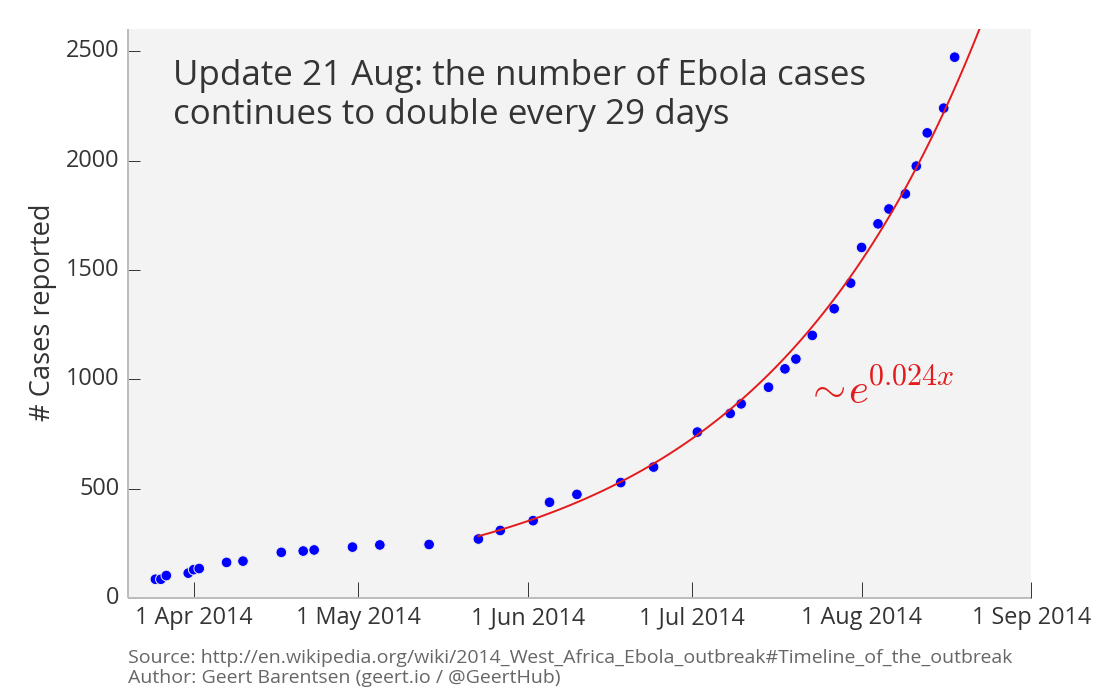 Update 21 Aug: the number of Ebola cases
continues to double every 29 days
# Cases reported
2500
2000
1500
1000
500
0
~e^0.024x
1 Apr 2014
1 May 2014
1 Jun 2014
1 Jul 2014
1 Aug 2014
1 Sep 2014
Source: http://en.wikipedia.org/wiki/2014_West_Africa_Ebola_outbreak#Timeline_of_the_outbreak
Author: Geert Barentsen (geert.io / @GeertHub)